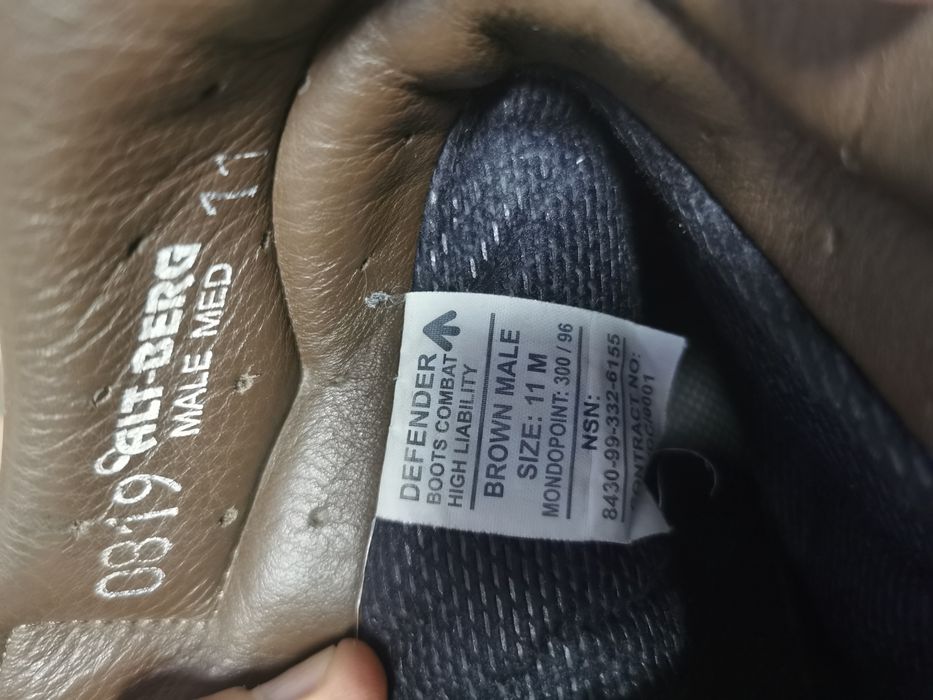 11
ALT-BERG
MALE MED
0819
DEFENDER
BOOTS COMBAT
HIGH LIABILITY
BROWN MALE
SIZE: 11 M
MONDOPOINT: 300 / 96
NSN:
8430-99-332-6155
CONTRACT NO: